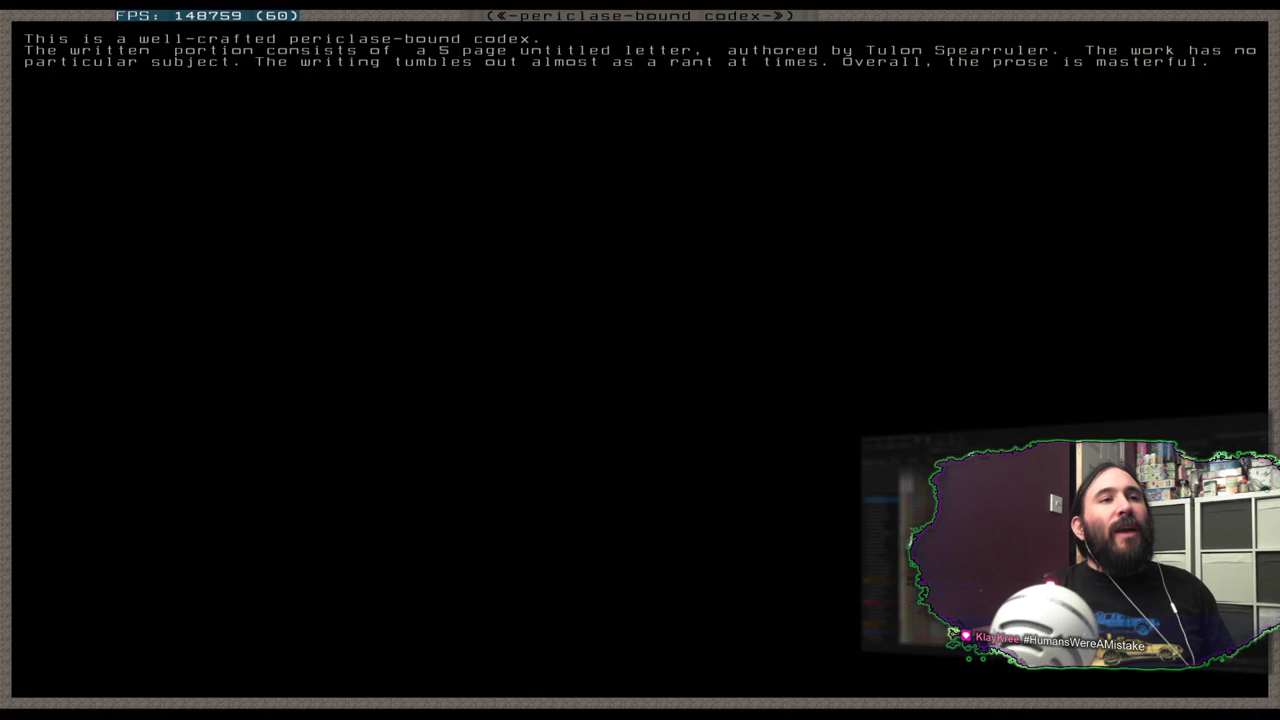 FPS: 148759 (60)
(«-periclase-bound codex-»)
This is a well-crafted periclase-bound codex.
The written portion consists of a 5 page untitled letter, authored by Tulon Spearruler. The work has no
particular subject. The writing tumbles out almost as a rant at times. Overall, the prose is masterful.
KlayKree #HumansWereAMistake